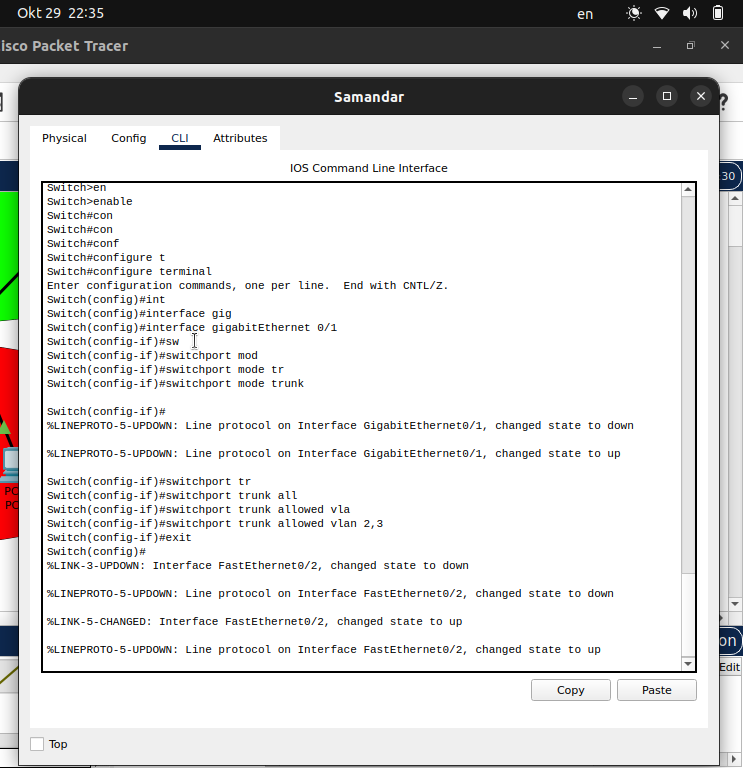 Okt 29 22:35
en
isco Packet Tracer
Samandar
?
Physical Config CLI Attributes
IOS Command Line Interface
30
Switch>en
Switch>enable
Switch#con
Switch#con
Switch#conf
Switch#configure t
Switch#configure terminal
Enter configuration commands, one per line.  End with CNTL/Z.
Switch(config)#int
Switch(config)#interface gig
Switch(config)#interface gigabitEthernet 0/1
Switch(config-if)#sw
Switch(config-if)#switchport mod
Switch(config-if)#switchport mode tr
Switch(config-if)#switchport mode trunk
Switch(config-if)#
%LINEPROTO-5-UPDOWN: Line protocol on Interface GigabitEthernet0/1, changed state to down
%LINEPROTO-5-UPDOWN: Line protocol on Interface GigabitEthernet0/1, changed state to up
Switch(config-if)#switchport tr
Switch(config-if)#switchport trunk all
Switch(config-if)#switchport trunk allowed vla
Switch(config-if)#switchport trunk allowed vlan 2,3
Switch(config-if)#exit
Switch(config)#
%LINK-3-UPDOWN: Interface FastEthernet0/2, changed state to down
%LINEPROTO-5-UPDOWN: Line protocol on Interface FastEthernet0/2, changed state to down
%LINK-5-CHANGED: Interface FastEthernet0/2, changed state to up
%LINEPROTO-5-UPDOWN: Line protocol on Interface FastEthernet0/2, changed state to up
PC
PC
on
Edit
Copy Paste
Top